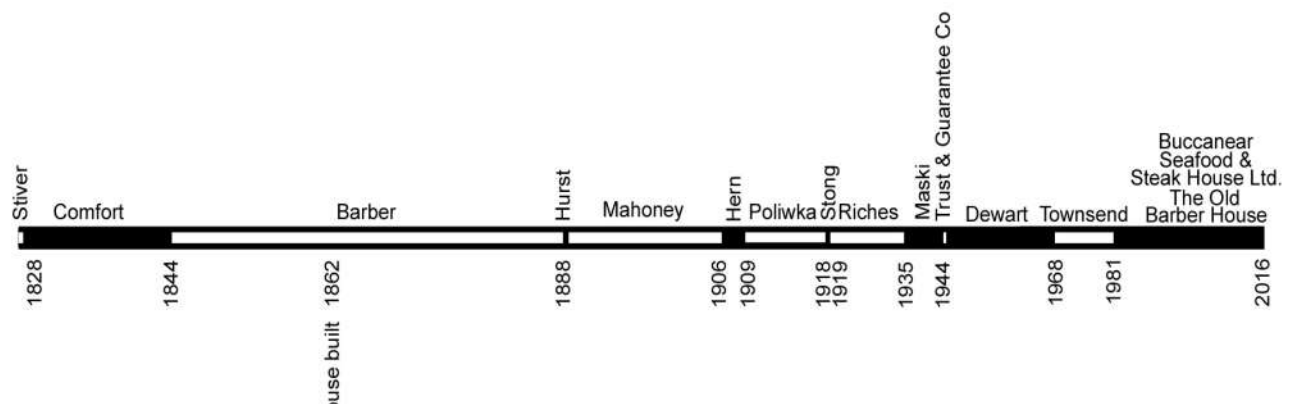 Stiver
Comfort
Barber
Hurst
Mahoney
Hern
Poliwka
Stong
Riches
Maski
Trust & Guarantee Co
Dewart
Townsend
Buccanear
Seafood &
Steak House Ltd.
The Old
Barber House
1828
1844
1862
1888
1906
1909
1918
1919
1935
1944
1968
1981
2016
ouse built